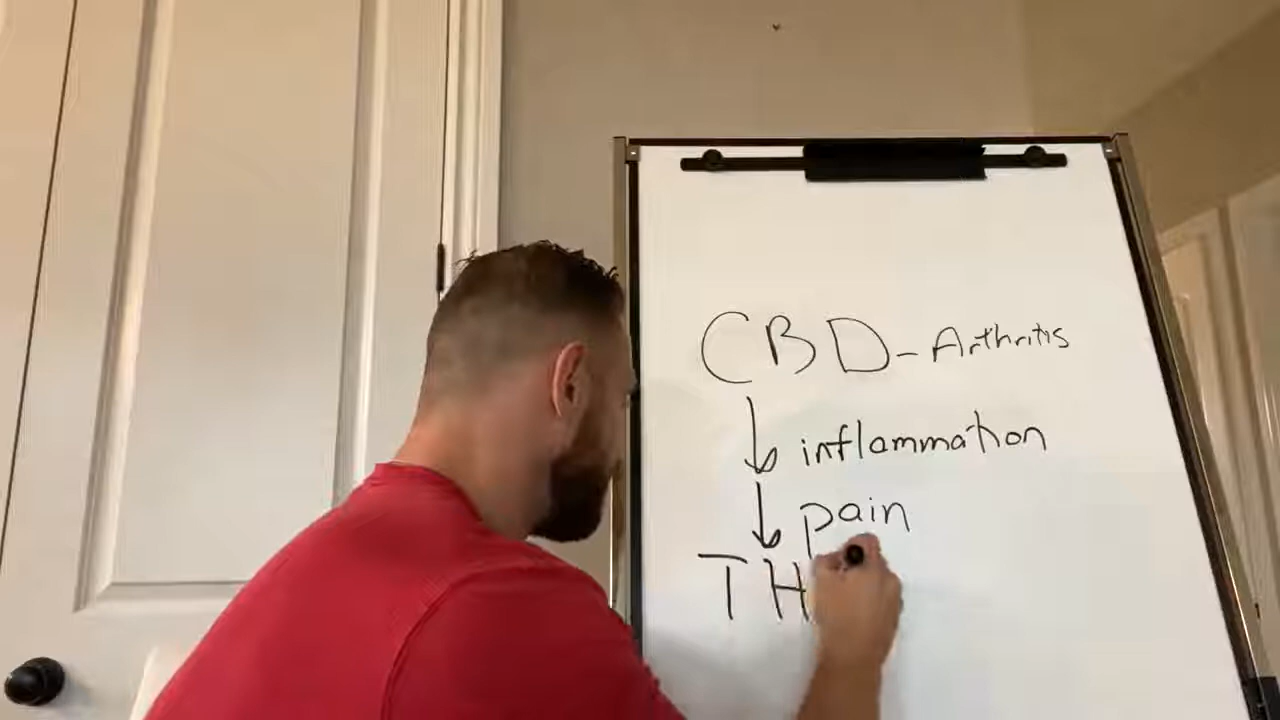 CBD - Arthritis
↓ inflammation
↓ pain
TH